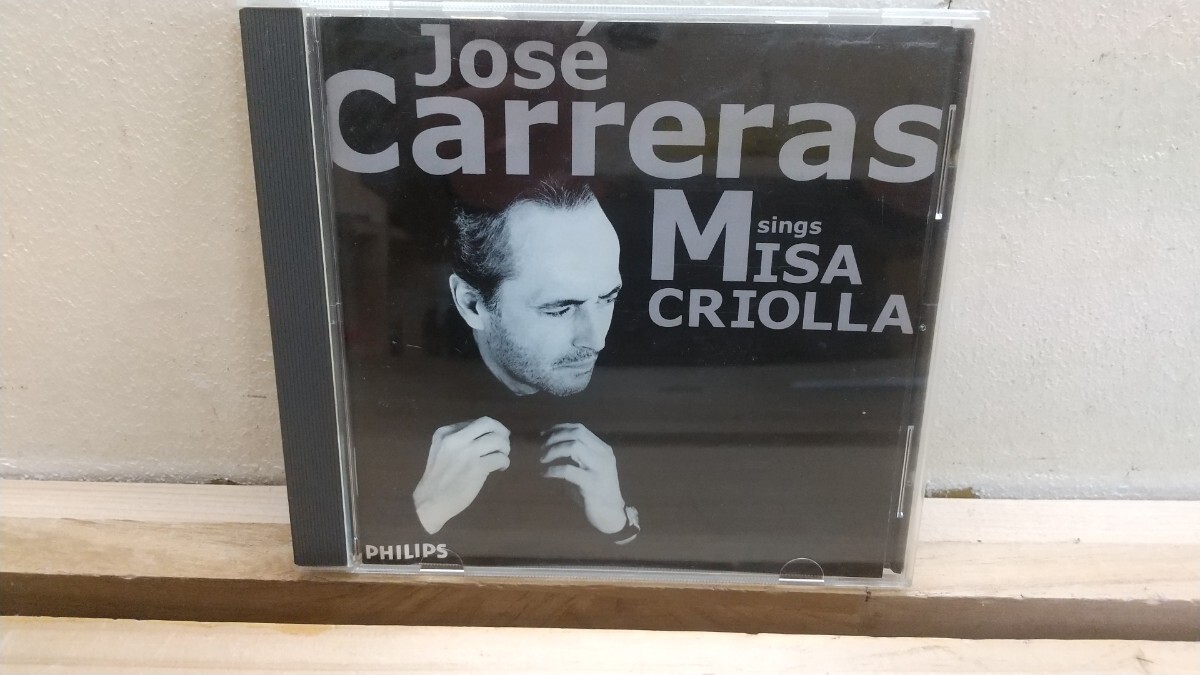 José
Carreras
sings
MISA
CRIOLLA
PHILIPS